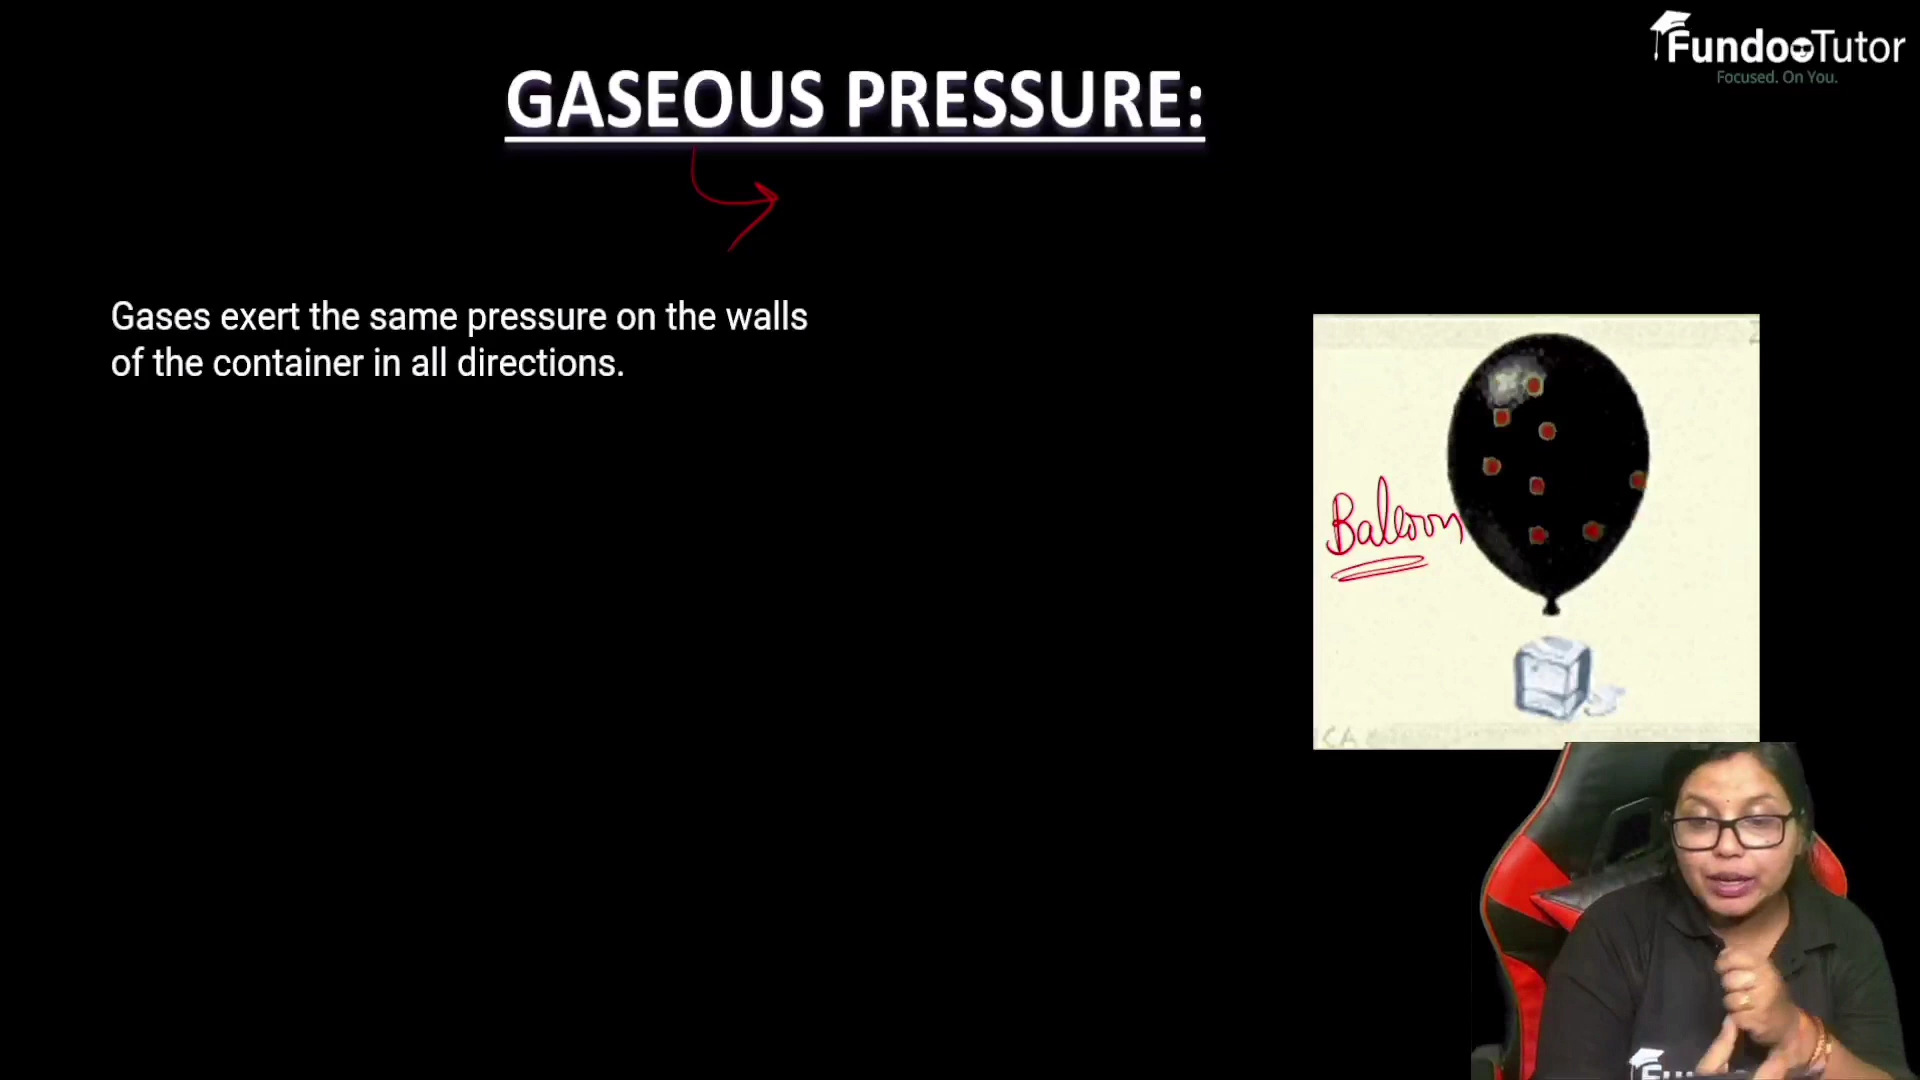 FundooTutor
Focused. On You.
GASEOUS PRESSURE:
Gases exert the same pressure on the walls
of the container in all directions.
Balloon